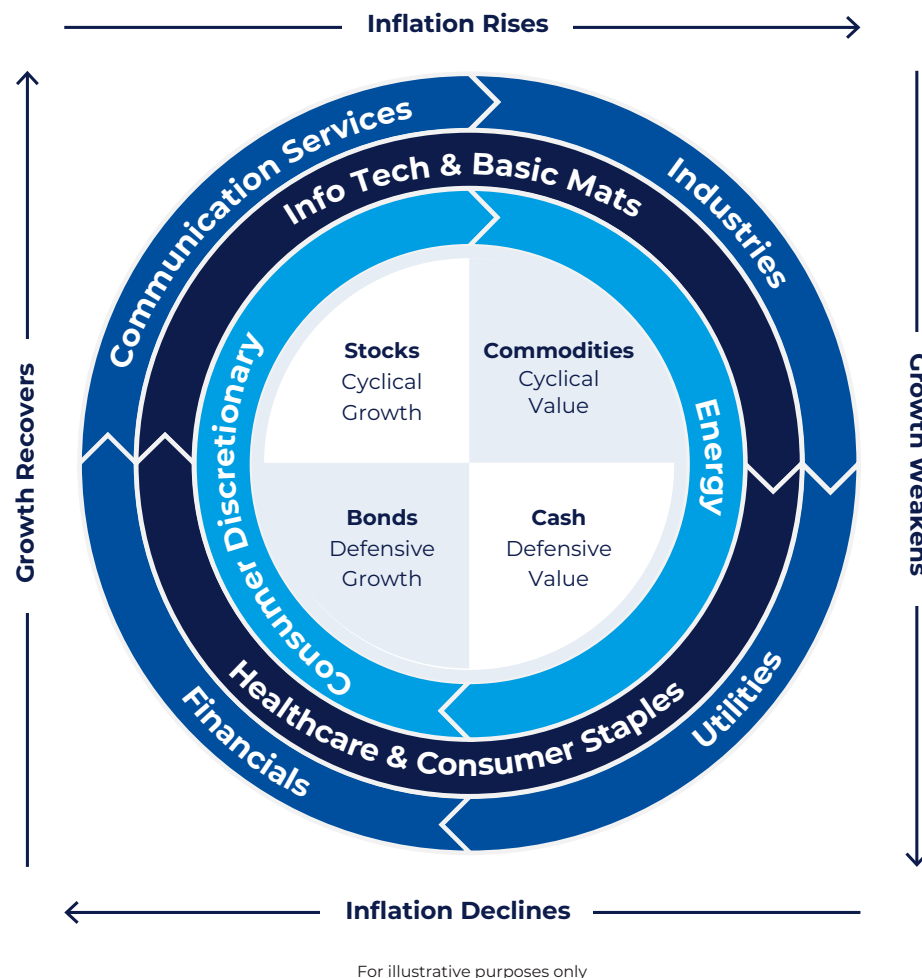 Inflation Rises
Communication Services
Industries
Info Tech & Basic Mats
Growth Recovers
Growth Weakens
Consumer Discretionary
Energy
Stocks
Cyclical
Growth
Commodities
Cyclical
Value
Bonds
Defensive
Growth
Cash
Defensive
Value
Healthcare & Consumer Staples
Financials
Utilities
Inflation Declines
For illustrative purposes only